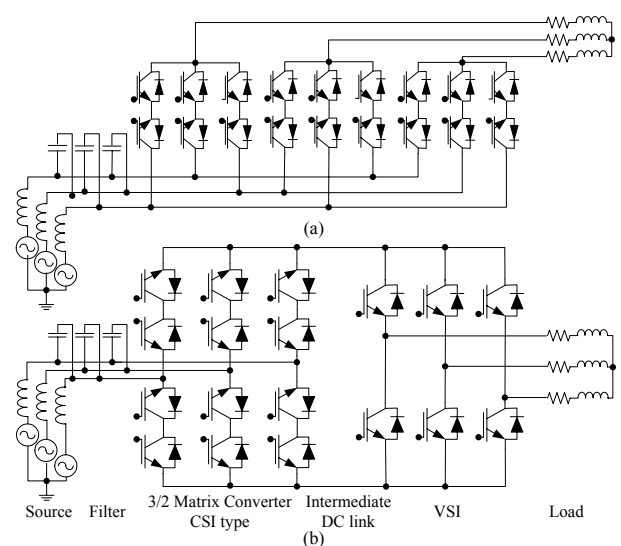 (a)
Source Filter 3/2 Matrix Converter CSI type Intermediate DC link VSI Load
(b)